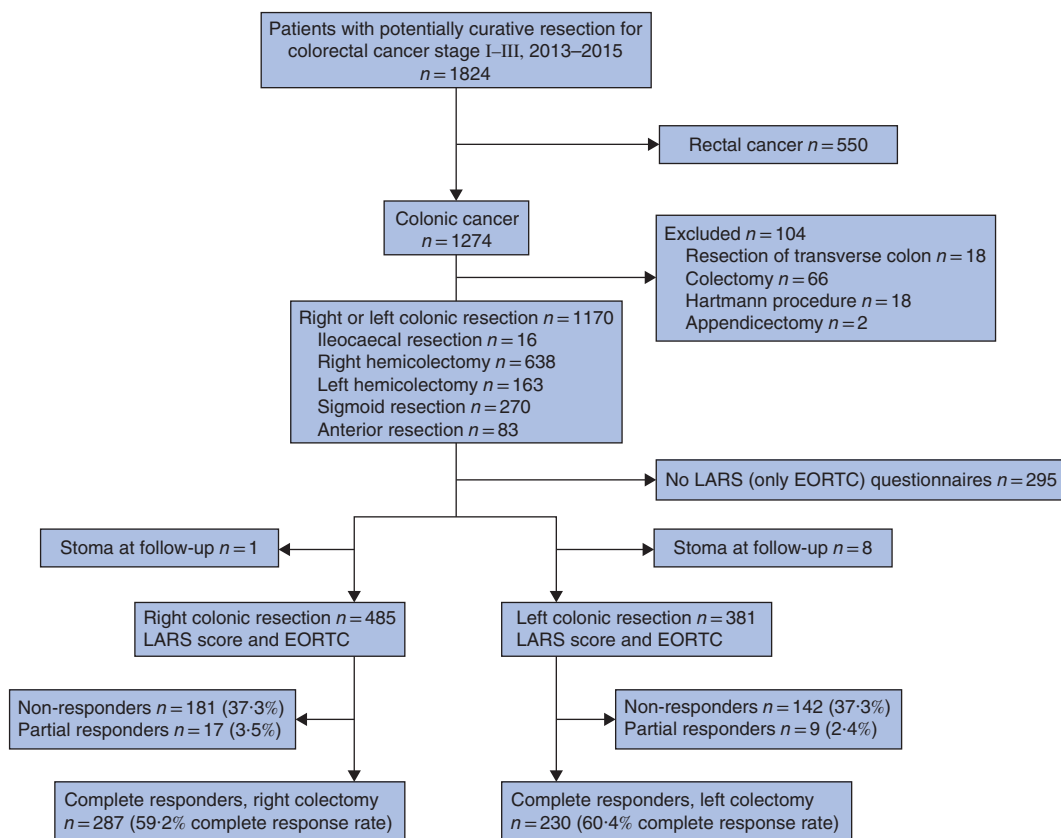 Patients with potentially curative resection for
colorectal cancer stage I–III, 2013–2015
n = 1824
Rectal cancer n = 550
Colonic cancer
n = 1274
Excluded n = 104
Resection of transverse colon n = 18
Colectomy n = 66
Hartmann procedure n = 18
Appendicectomy n = 2
Right or left colonic resection n = 1170
Ileocaecal resection n = 16
Right hemicolectomy n = 638
Left hemicolectomy n = 163
Sigmoid resection n = 270
Anterior resection n = 83
No LARS (only EORTC) questionnaires n = 295
Stoma at follow-up n = 1
Stoma at follow-up n = 8
Right colonic resection n = 485
LARS score and EORTC
Left colonic resection n = 381
LARS score and EORTC
Non-responders n = 181 (37·3%)
Partial responders n = 17 (3·5%)
Non-responders n = 142 (37·3%)
Partial responders n = 9 (2·4%)
Complete responders, right colectomy
n = 287 (59·2% complete response rate)
Complete responders, left colectomy
n = 230 (60·4% complete response rate)